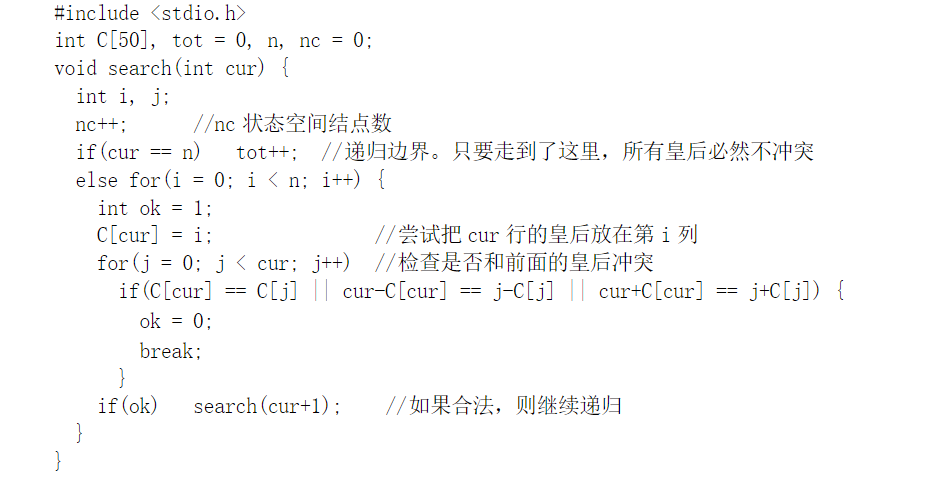 #include <stdio.h>
int C[50], tot = 0, n, nc = 0;
void search(int cur) {
  int i, j;
  nc++;      //nc 状态空间结点数
  if(cur == n)   tot++;  //递归边界。只要走到了这里，所有皇后必然不冲突
  else for(i = 0; i < n; i++) {
    int ok = 1;
    C[cur] = i;               //尝试把 cur 行的皇后放在第 i 列
    for(j = 0; j < cur; j++)  //检查是否和前面的皇后冲突
      if(C[cur] == C[j] || cur-C[cur] == j-C[j] || cur+C[cur] == j+C[j]) {
        ok = 0;
        break;
      }
    if(ok)   search(cur+1);    //如果合法，则继续递归
  }
}